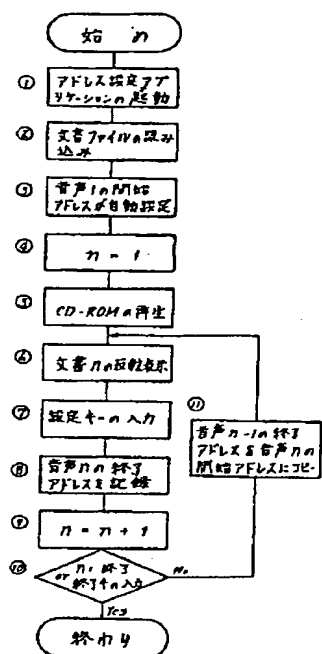 始め
①
アドレス設定アプ
リケーションの起動
②
文書ファイルの読み
込み
③
音声1の開始
アドレスが自動設定
④
n = 1
⑤
CD-ROMの再生
⑥
文書nの反転表示
⑦
設定キーの入力
⑧
音声nの終了
アドレスを記録
⑨
n = n + 1
⑩
n:終了
or 終了キーの入力
No
Yes
⑪
音声n-1の終了
アドレスを音声nの
開始アドレスにコピー
終わり